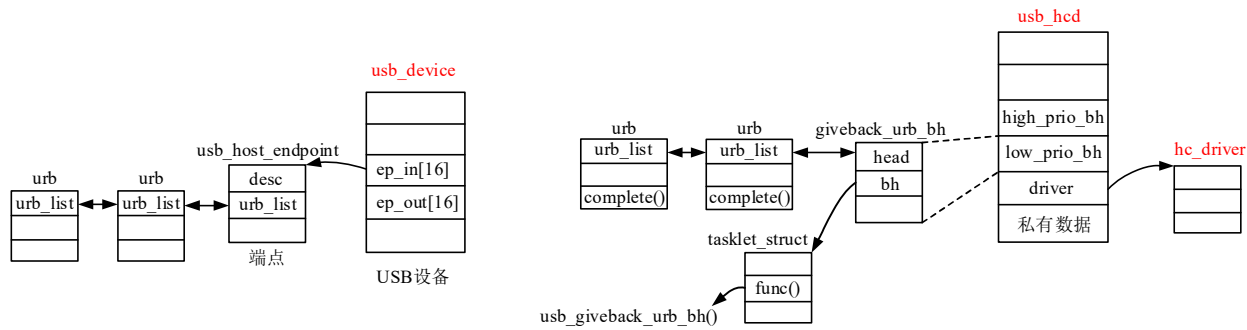 usb_device
usb_host_endpoint
urb
urb
desc
ep_in[16]
urb_list
urb_list
urb_list
ep_out[16]
端点
USB设备
usb_hcd
high_prio_bh
urb
urb
giveback_urb_bh
urb_list
urb_list
head
low_prio_bh
hc_driver
bh
driver
complete()
complete()
私有数据
tasklet_struct
func()
usb_giveback_urb_bh()